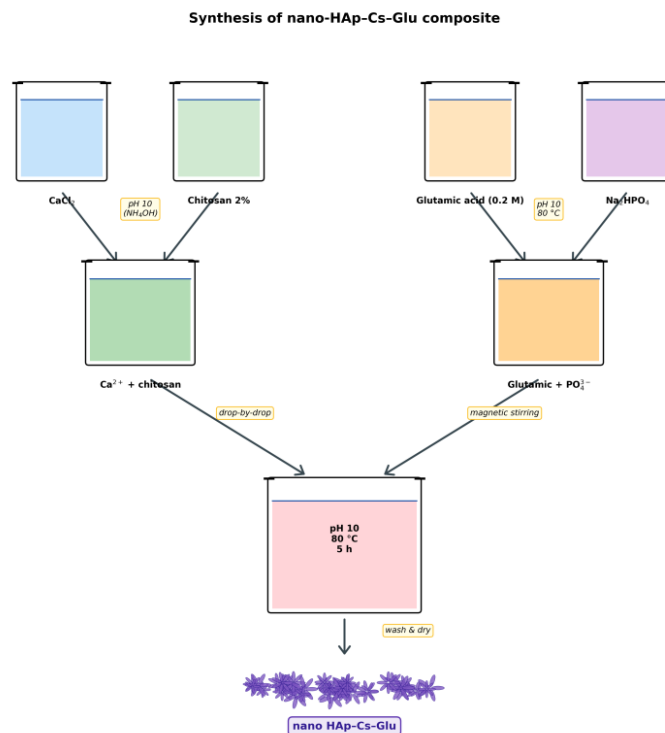 Synthesis of nano-HAp–Cs–Glu composite
CaCl₂
pH 10
(NH₄OH)
Chitosan 2%
Glutamic acid (0.2 M)
pH 10
80 °C
Na₂HPO₄
Ca²⁺ + chitosan
Glutamic + PO₄³⁻
drop-by-drop
magnetic stirring
pH 10
80 °C
5 h
wash & dry
nano HAp–Cs–Glu